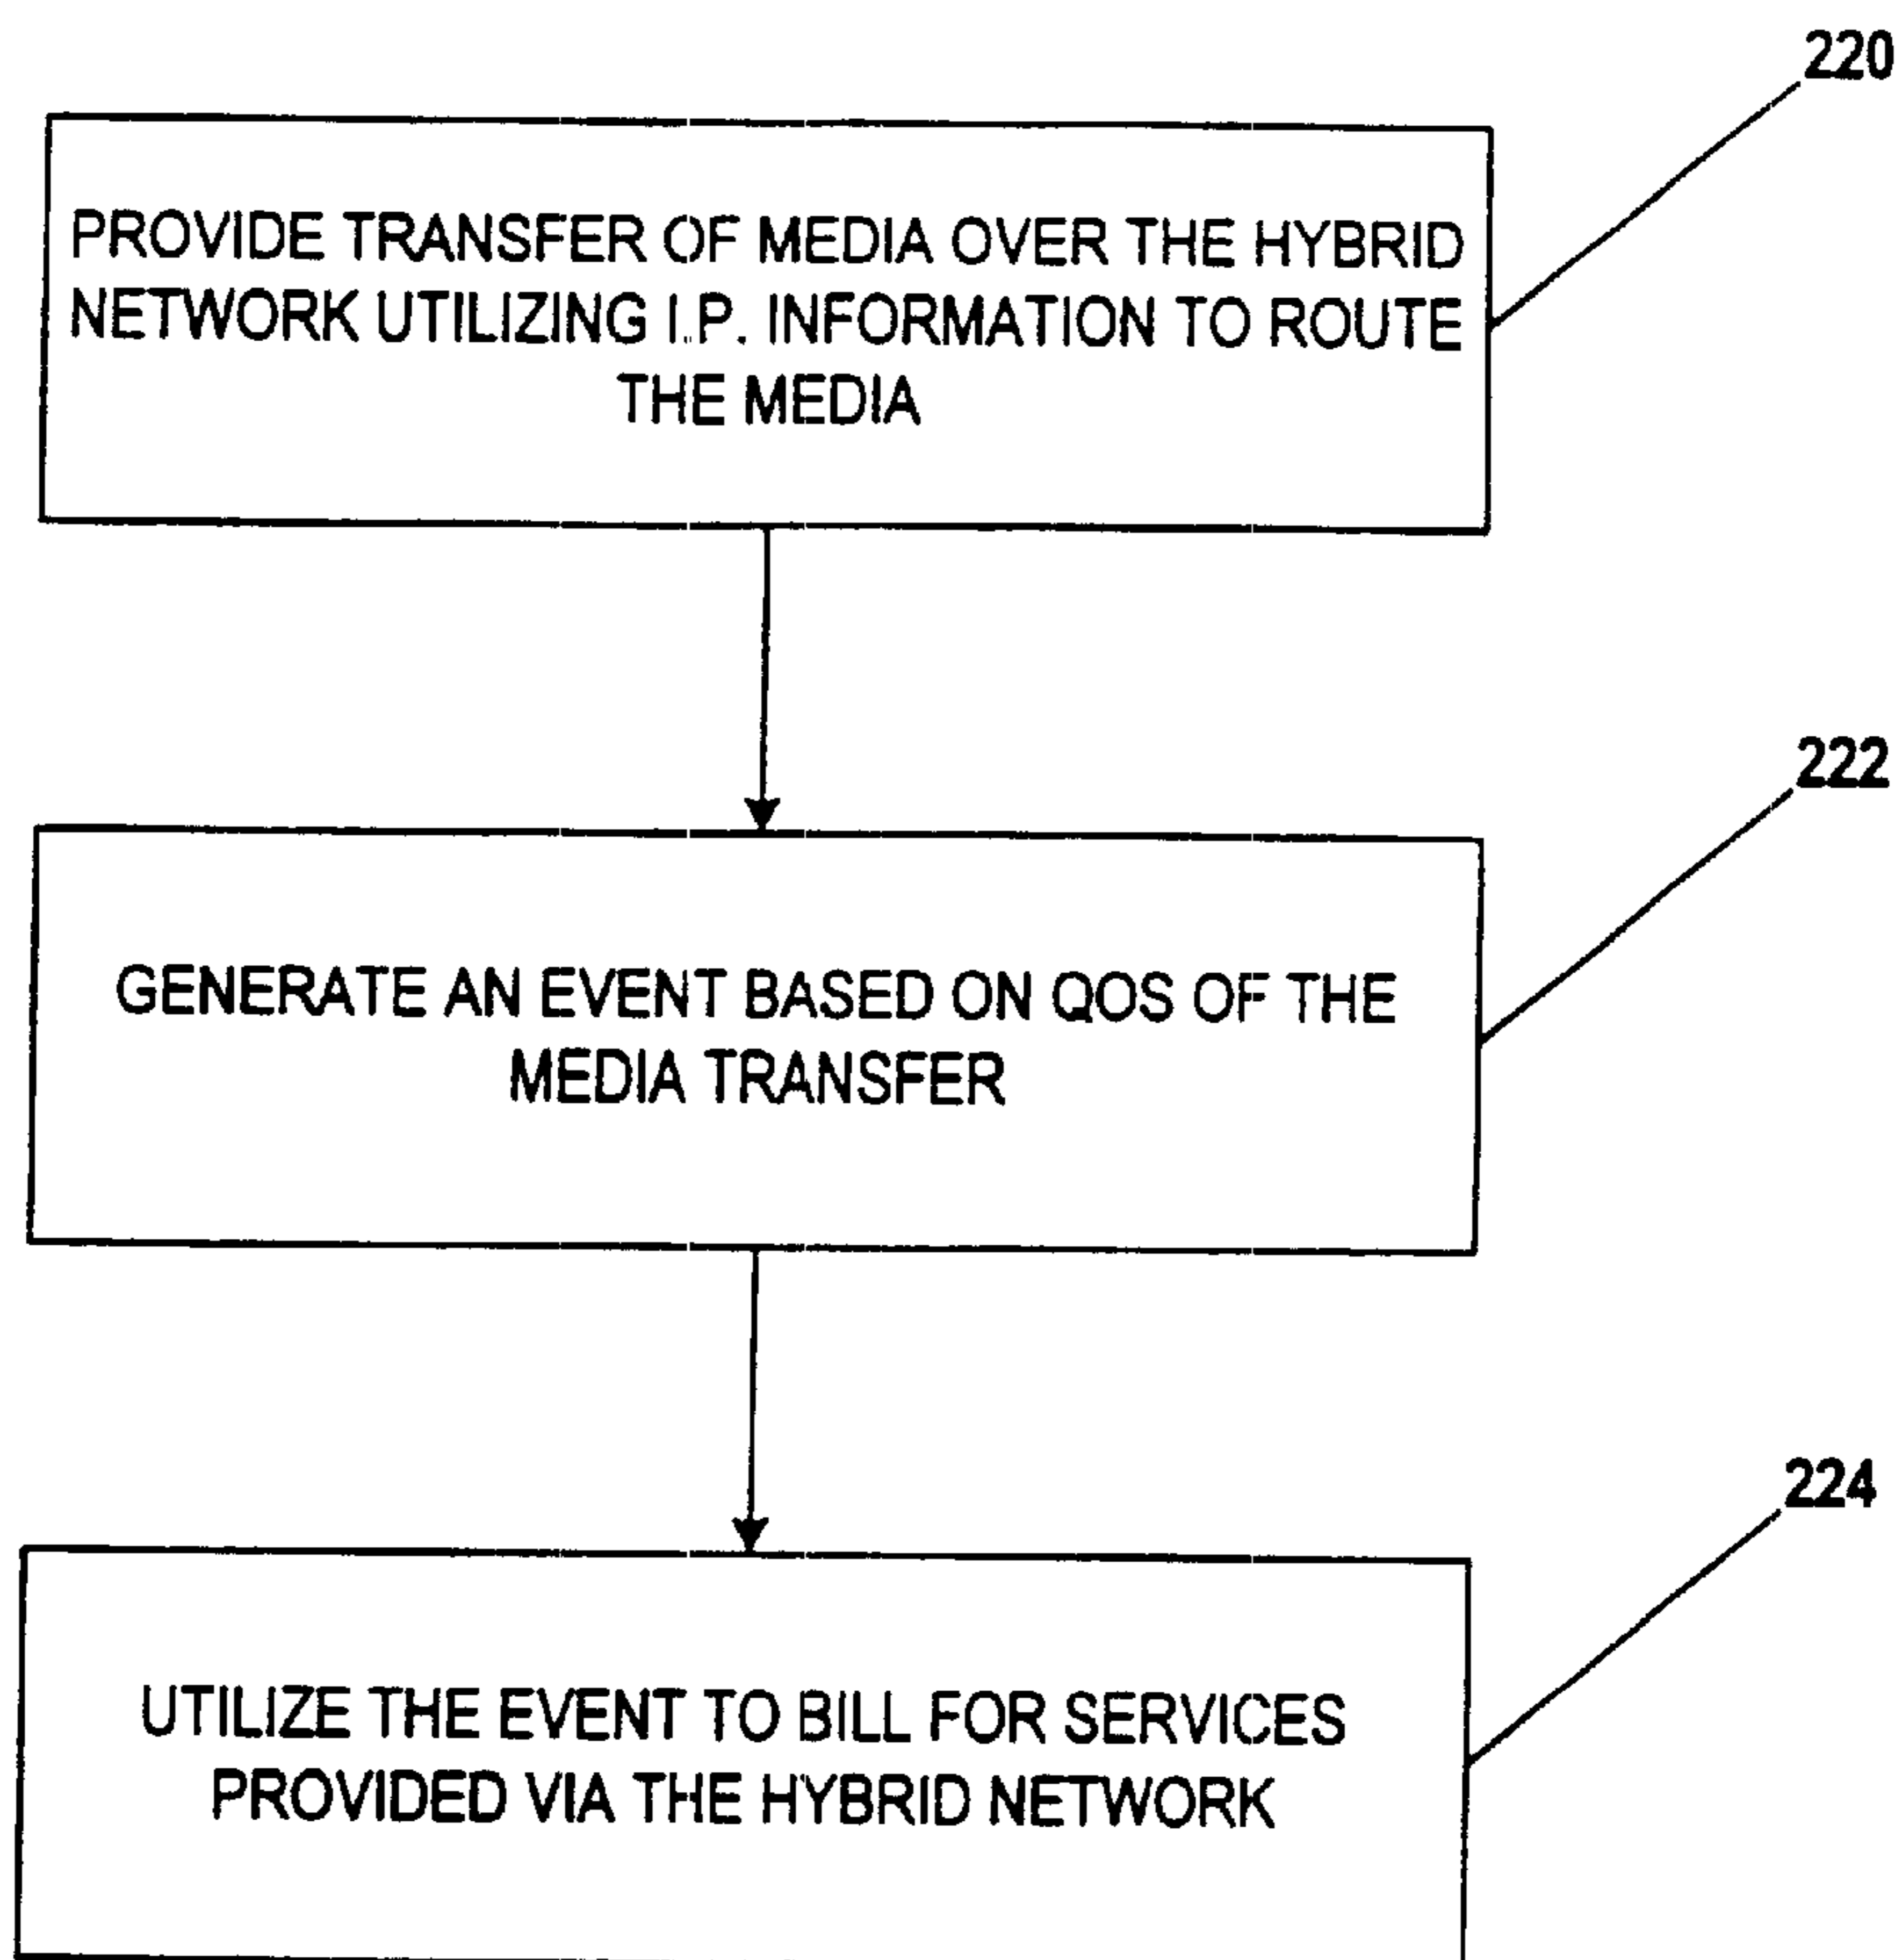 220
PROVIDE TRANSFER OF MEDIA OVER THE HYBRID
NETWORK UTILIZING I.P. INFORMATION TO ROUTE
THE MEDIA
222
GENERATE AN EVENT BASED ON QOS OF THE
MEDIA TRANSFER
224
UTILIZE THE EVENT TO BILL FOR SERVICES
PROVIDED VIA THE HYBRID NETWORK